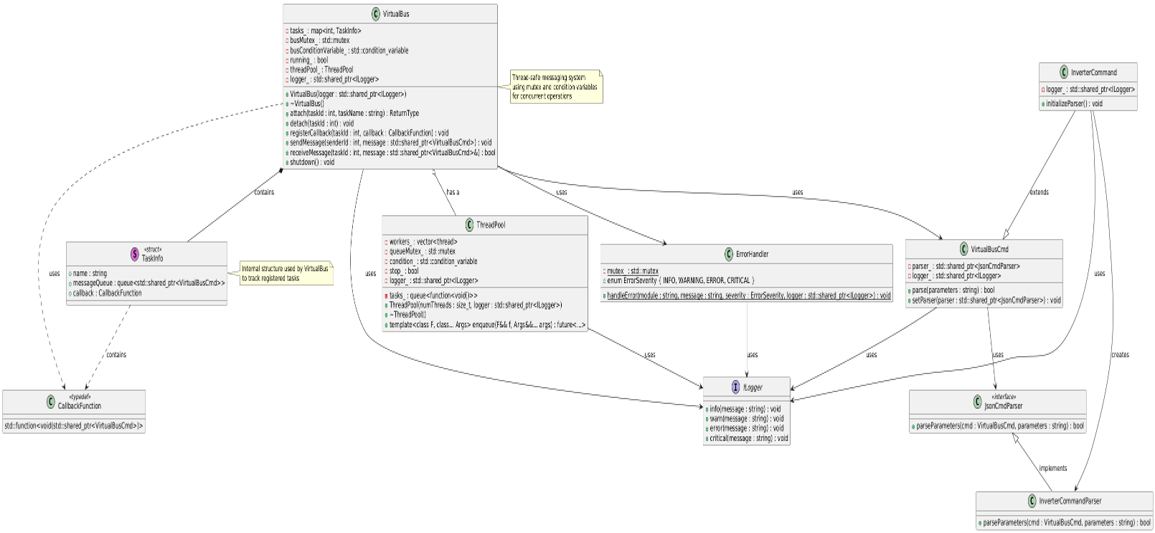 VirtualBus
tasks_ : map<int, TaskInfo>
busMutex_ : std::mutex
busConditionVariable_ : std::condition_variable
running_ : bool
threadPool_ : ThreadPool
logger_ : std::shared_ptr<ILogger>
VirtualBus(logger : std::shared_ptr<ILogger>)
~VirtualBus()
attach(taskId : int, taskName : string) : ReturnType
detach(taskId : int) : void
registerCallback(taskId : int, callback : CallbackFunction) : void
sendMessage(senderId : int, message : std::shared_ptr<VirtualBusCmd>) : void
receiveMessage(taskId : int, message : std::shared_ptr<VirtualBusCmd>&) : bool
shutdown() : void
Thread-safe messaging system
using mutex and condition variables
for concurrent operations
InverterCommand
logger_ : std::shared_ptr<ILogger>
initializeParser() : void
contains
has a
uses
uses
extends
«struct»
TaskInfo
name : string
messageQueue : queue<std::shared_ptr<VirtualBusCmd>>
callback : CallbackFunction
Internal structure used by VirtualBus
to track registered tasks
ThreadPool
workers_ : vector<thread>
queueMutex_ : std::mutex
condition_ : std::condition_variable
stop_ : bool
logger_ : std::shared_ptr<ILogger>
tasks_ : queue<function<void()>>
ThreadPool(numThreads : size_t, logger : std::shared_ptr<ILogger>)
~ThreadPool()
template<class F, class... Args> enqueue(F&& f, Args&&... args) : future<...>
ErrorHandler
mutex_ : std::mutex
enum ErrorSeverity { INFO, WARNING, ERROR, CRITICAL }
handleError(module : string, message : string, severity : ErrorSeverity, logger : std::shared_ptr<ILogger>) : void
VirtualBusCmd
parser_ : std::shared_ptr<JsonCmdParser>
logger_ : std::shared_ptr<ILogger>
parse(parameters : string) : bool
setParser(parser : std::shared_ptr<JsonCmdParser>) : void
uses
uses
uses
contains
uses
uses
uses
uses
creates
«typedef»
CallbackFunction
std::function<void(std::shared_ptr<VirtualBusCmd>)>
ILogger
info(message : string) : void
warn(message : string) : void
error(message : string) : void
critical(message : string) : void
«interface»
JsonCmdParser
parseParameters(cmd : VirtualBusCmd, parameters : string) : bool
implements
InverterCommandParser
parseParameters(cmd : VirtualBusCmd, parameters : string) : bool